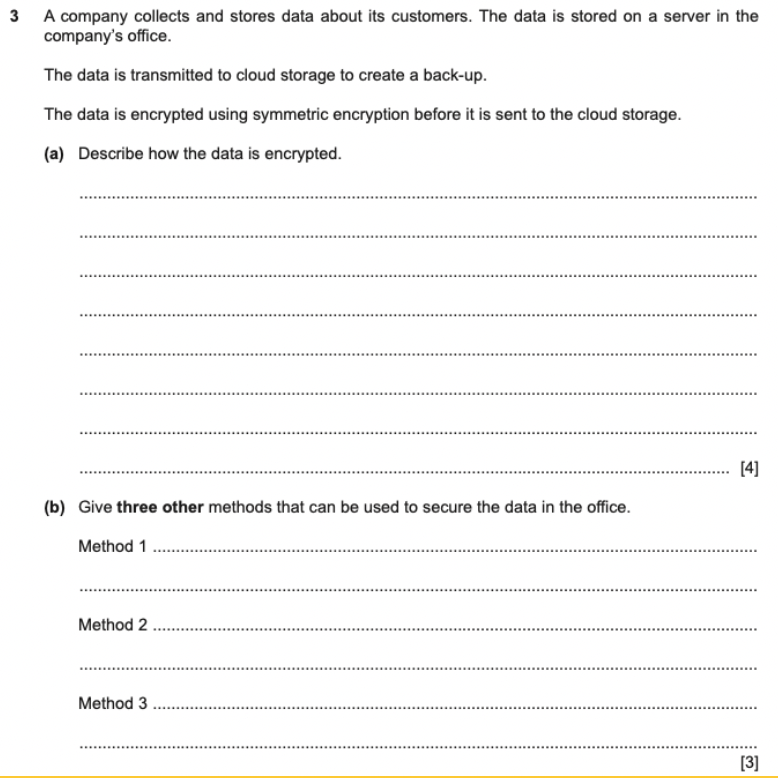 3 A company collects and stores data about its customers. The data is stored on a server in the
company's office.
The data is transmitted to cloud storage to create a back-up.
The data is encrypted using symmetric encryption before it is sent to the cloud storage.
(a) Describe how the data is encrypted.
[4]
(b) Give three other methods that can be used to secure the data in the office.
Method 1
Method 2
Method 3
[3]